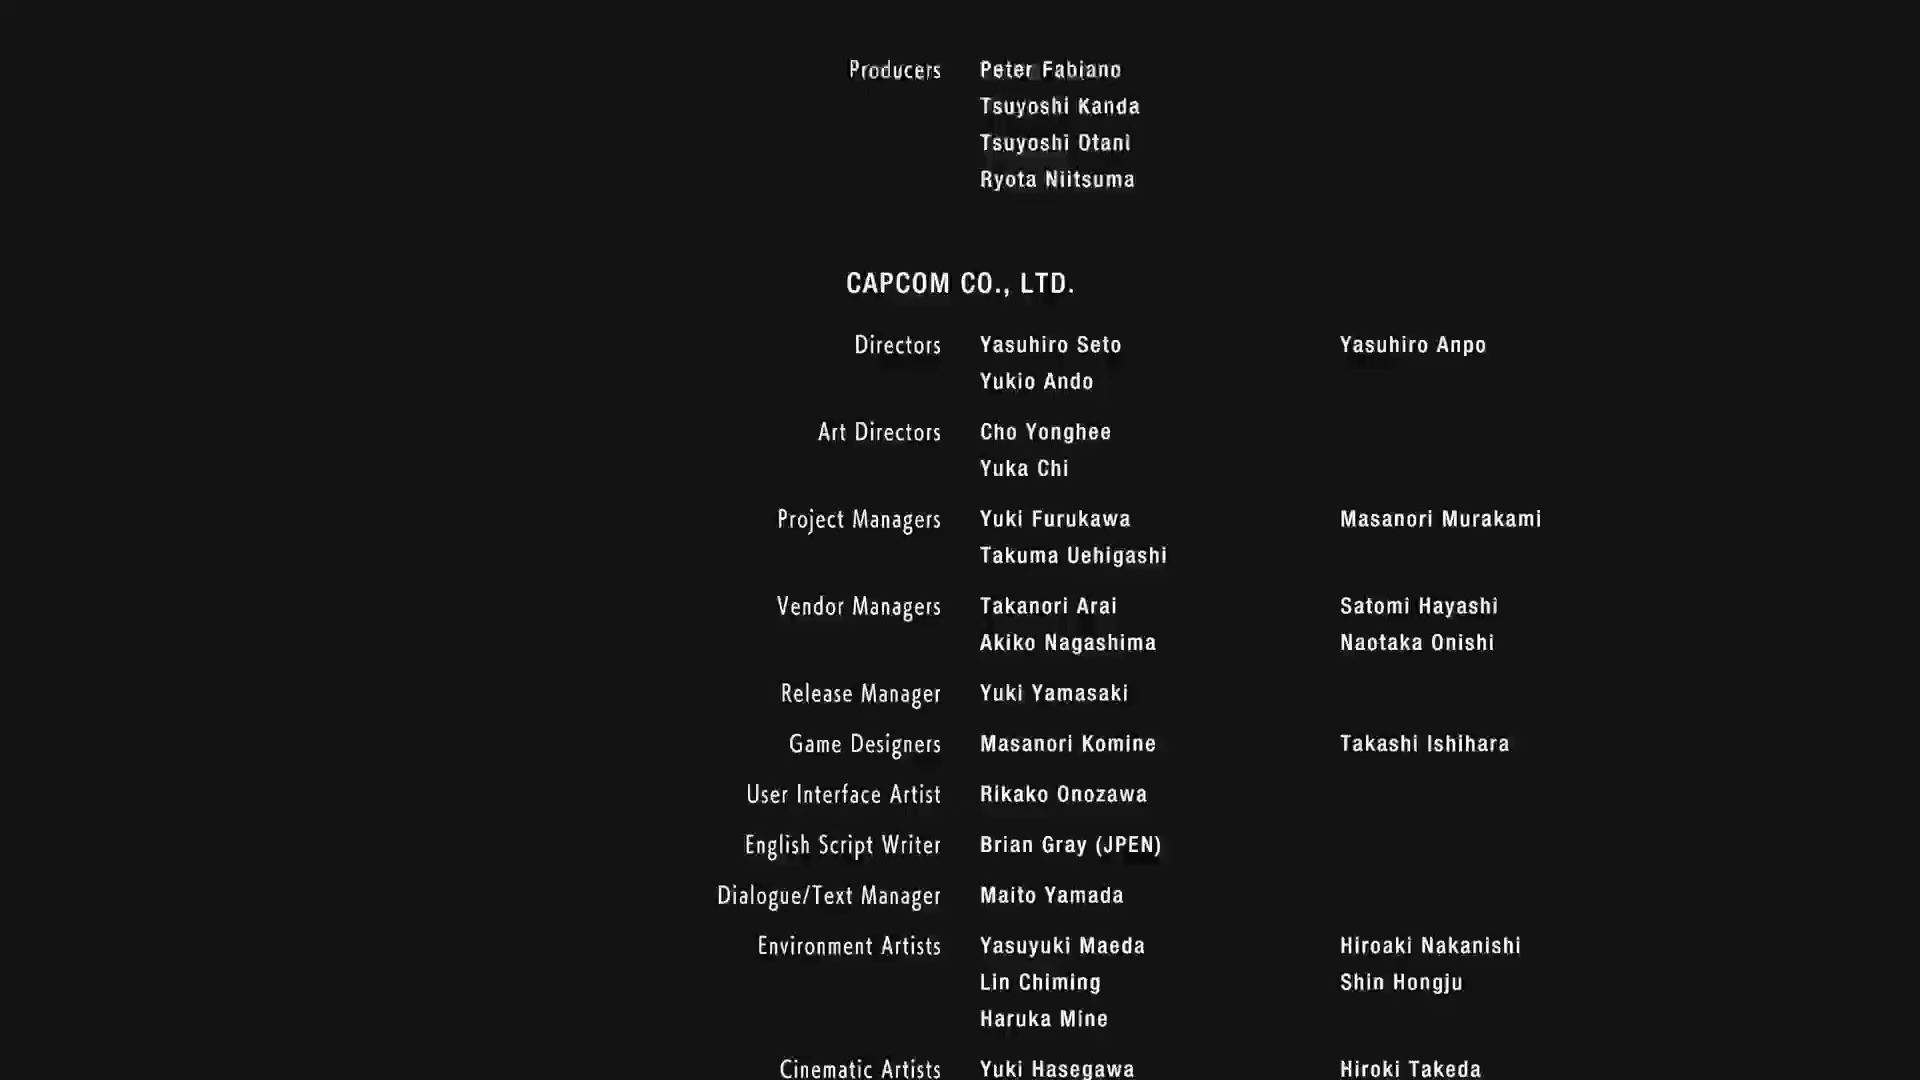 Producers Peter Fabiano
Tsuyoshi Kanda
Tsuyoshi Otani
Ryota Niitsuma
CAPCOM CO., LTD.
Directors Yasuhiro Seto Yasuhiro Anpo
Yukio Ando
Art Directors Cho Yonghee
Yuka Chi
Project Managers Yuki Furukawa Masanori Murakami
Takuma Uehigashi
Vendor Managers Takanori Arai Satomi Hayashi
Akiko Nagashima Naotaka Onishi
Release Manager Yuki Yamasaki
Game Designers Masanori Komine Takashi Ishihara
User Interface Artist Rikako Onozawa
English Script Writer Brian Gray (JPEN)
Dialogue/Text Manager Maito Yamada
Environment Artists Yasuyuki Maeda Hiroaki Nakanishi
Lin Chiming Shin Hongju
Haruka Mine
Cinematic Artists Yuki Hasegawa Hiroki Takeda